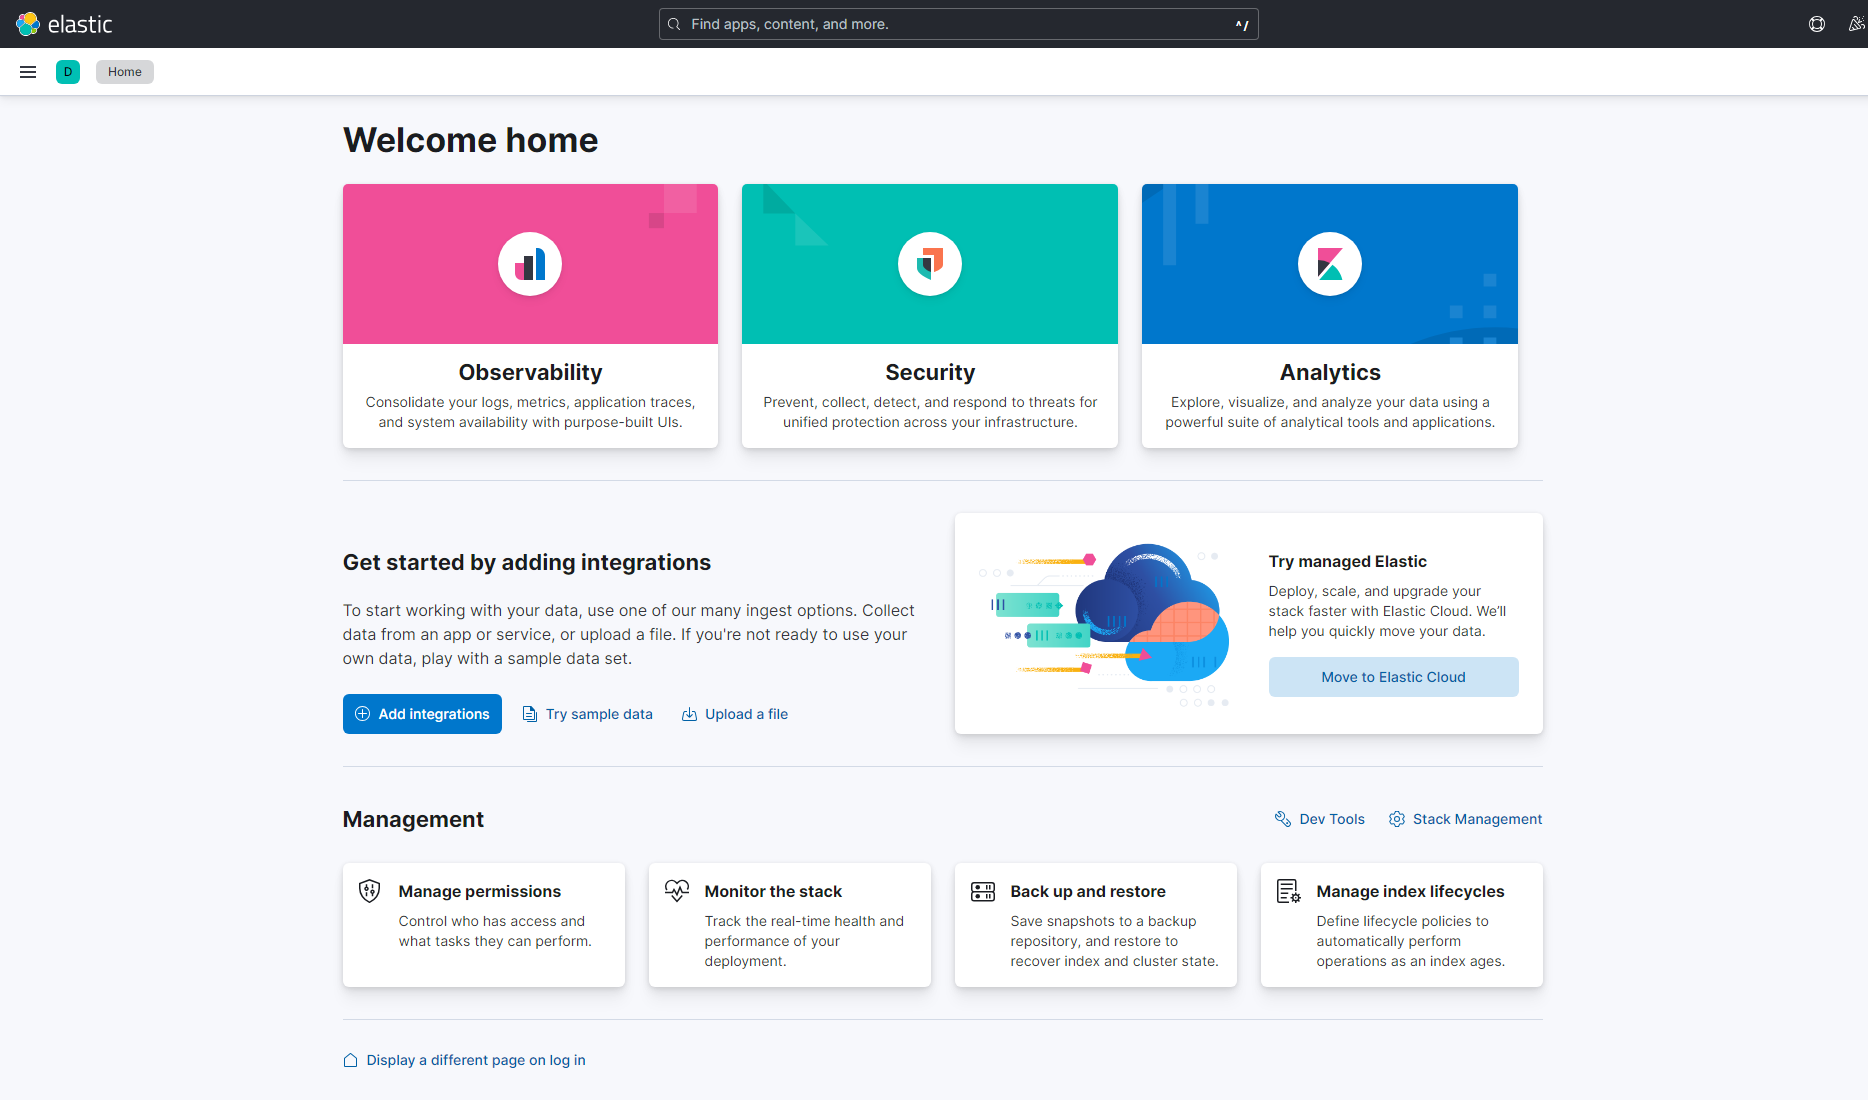 elastic
Find apps, content, and more.
^/
D
Home
Welcome home
Observability
Consolidate your logs, metrics, application traces,
and system availability with purpose-built UIs.
Security
Prevent, collect, detect, and respond to threats for
unified protection across your infrastructure.
Analytics
Explore, visualize, and analyze your data using a
powerful suite of analytical tools and applications.
Get started by adding integrations
To start working with your data, use one of our many ingest options. Collect
data from an app or service, or upload a file. If you're not ready to use your
own data, play with a sample data set.
Add integrations
Try sample data
Upload a file
Try managed Elastic
Deploy, scale, and upgrade your
stack faster with Elastic Cloud. We’ll
help you quickly move your data.
Move to Elastic Cloud
Management
Dev Tools
Stack Management
Manage permissions
Control who has access and
what tasks they can perform.
Monitor the stack
Track the real-time health and
performance of your
deployment.
Back up and restore
Save snapshots to a backup
repository, and restore to
recover index and cluster state.
Manage index lifecycles
Define lifecycle policies to
automatically perform
operations as an index ages.
Display a different page on log in